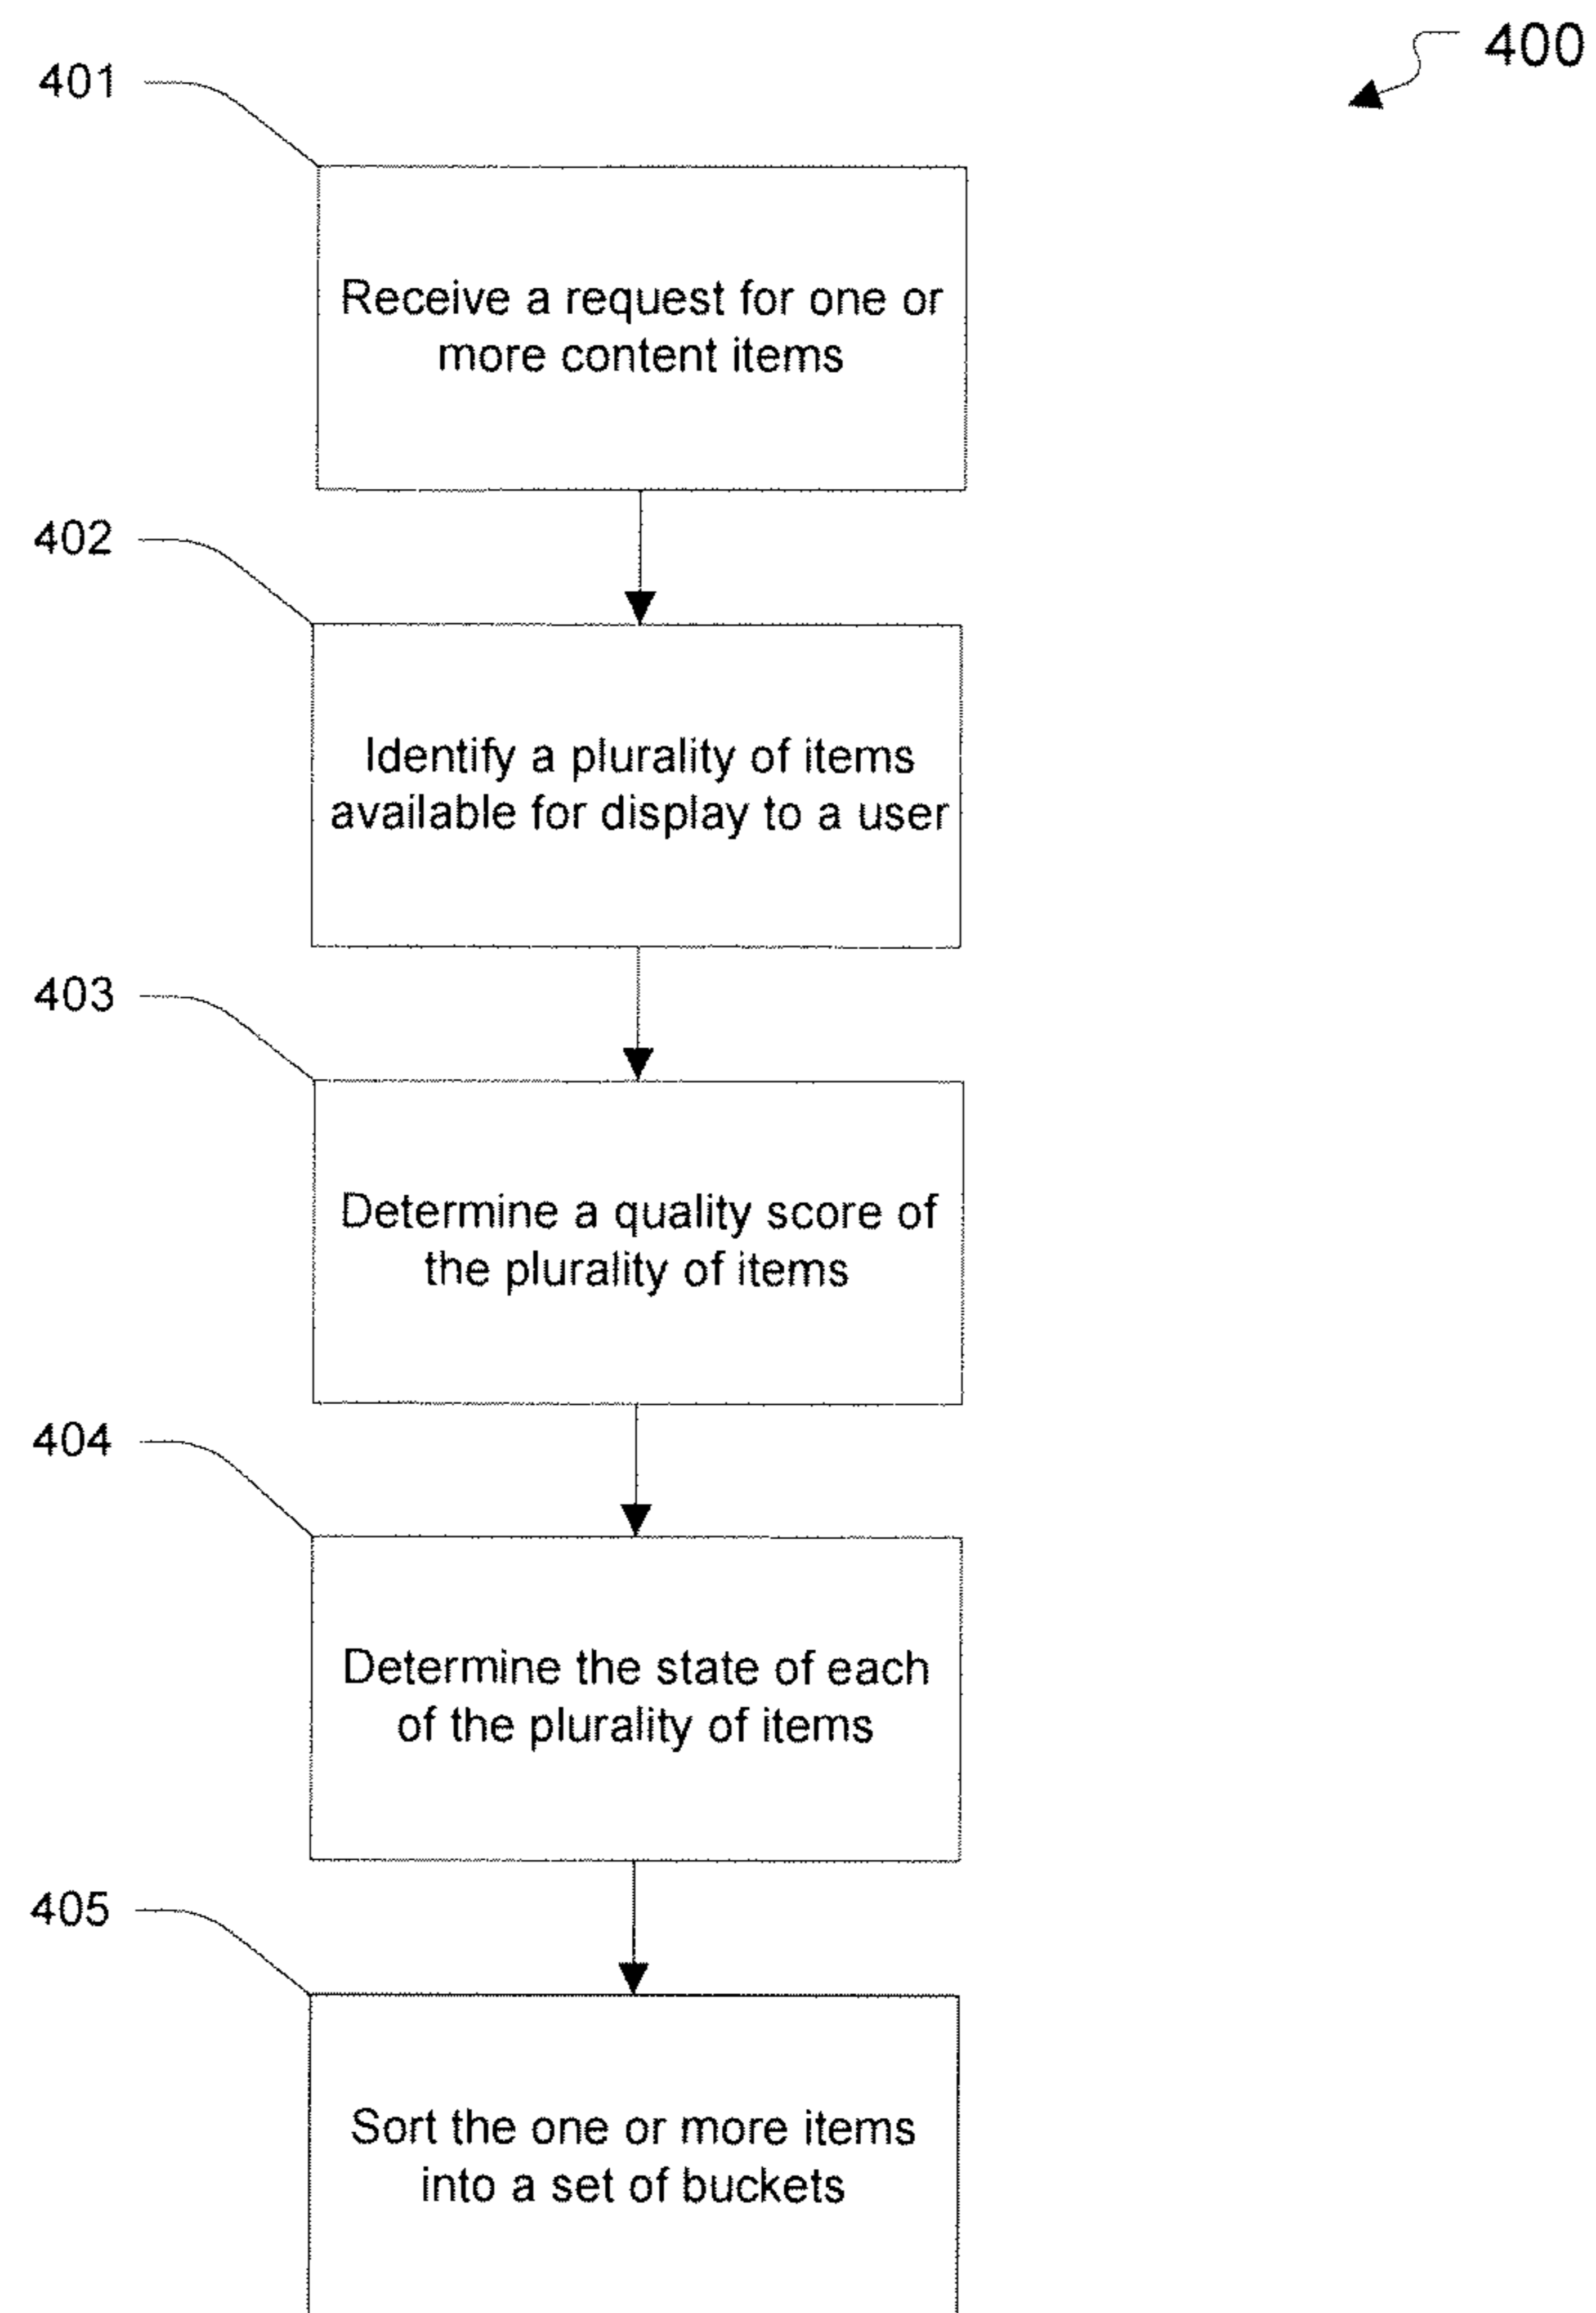 400
401
Receive a request for one or
more content items
402
Identify a plurality of items
available for display to a user
403
Determine a quality score of
the plurality of items
404
Determine the state of each
of the plurality of items
405
Sort the one or more items
into a set of buckets